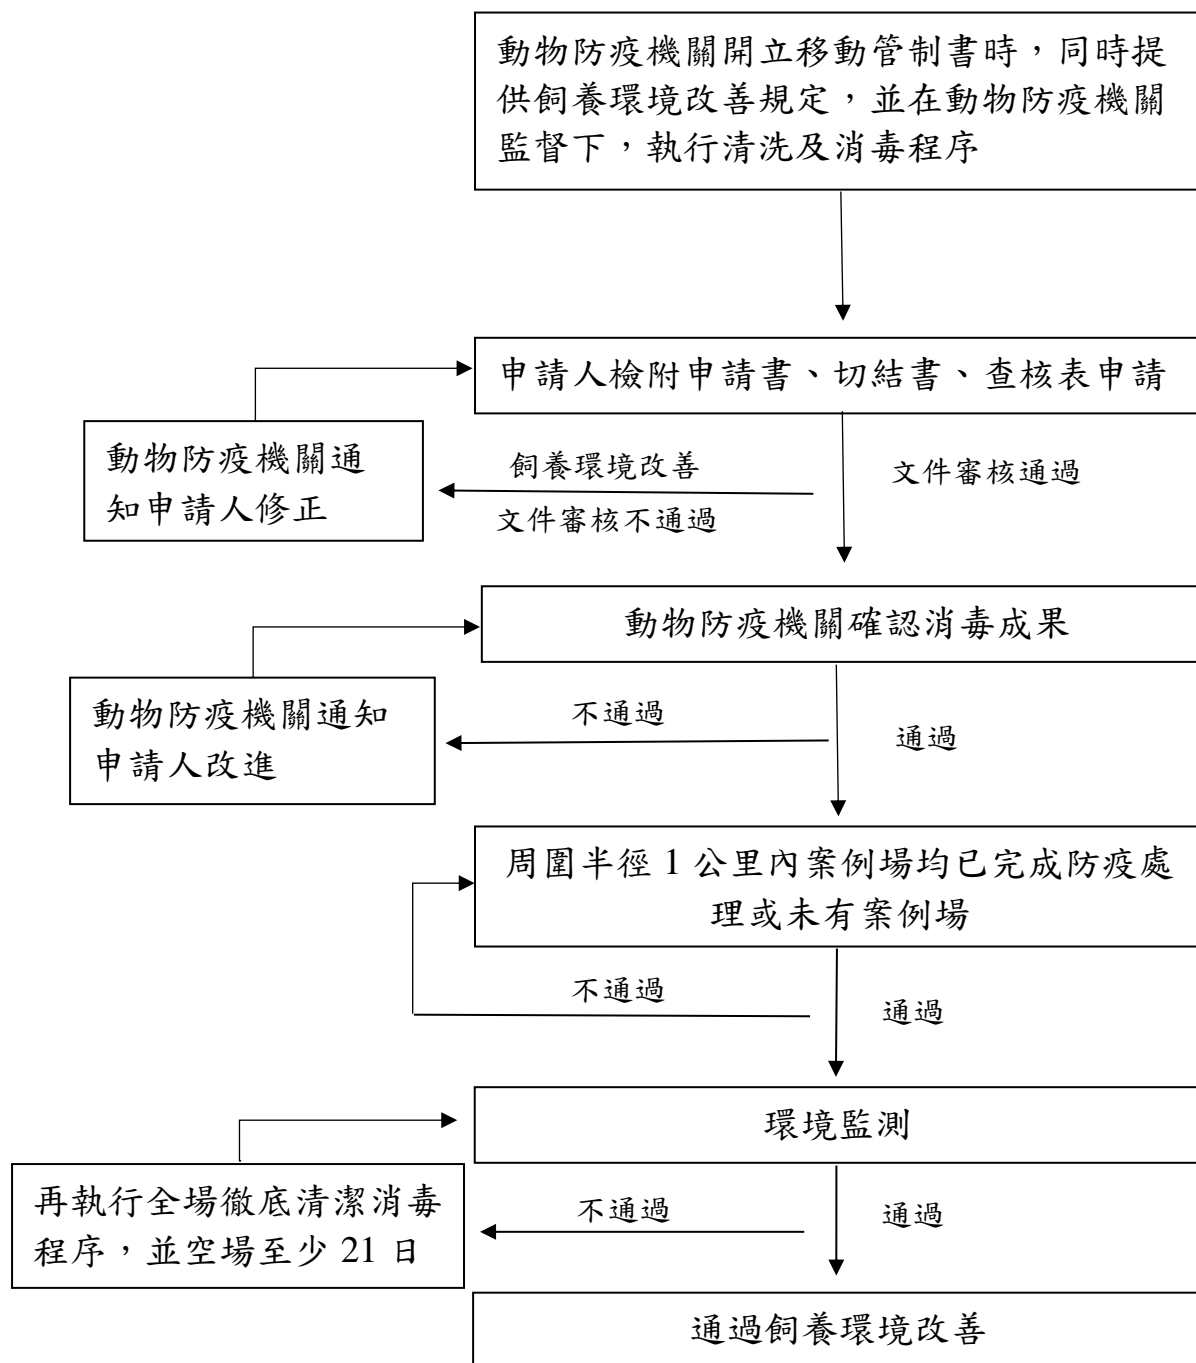 動物防疫機關開立移動管制書時，同時提
供飼養環境改善規定，並在動物防疫機關
監督下，執行清洗及消毒程序
申請人檢附申請書、切結書、查核表申請
動物防疫機關通
知申請人修正
飼養環境改善
文件審核不通過
文件審核通過
動物防疫機關確認消毒成果
動物防疫機關通知
申請人改進
不通過
通過
周圍半徑 1 公里內案例場均已完成防疫處
理或未有案例場
不通過
通過
環境監測
再執行全場徹底清潔消毒
程序，並空場至少 21 日
不通過
通過
通過飼養環境改善